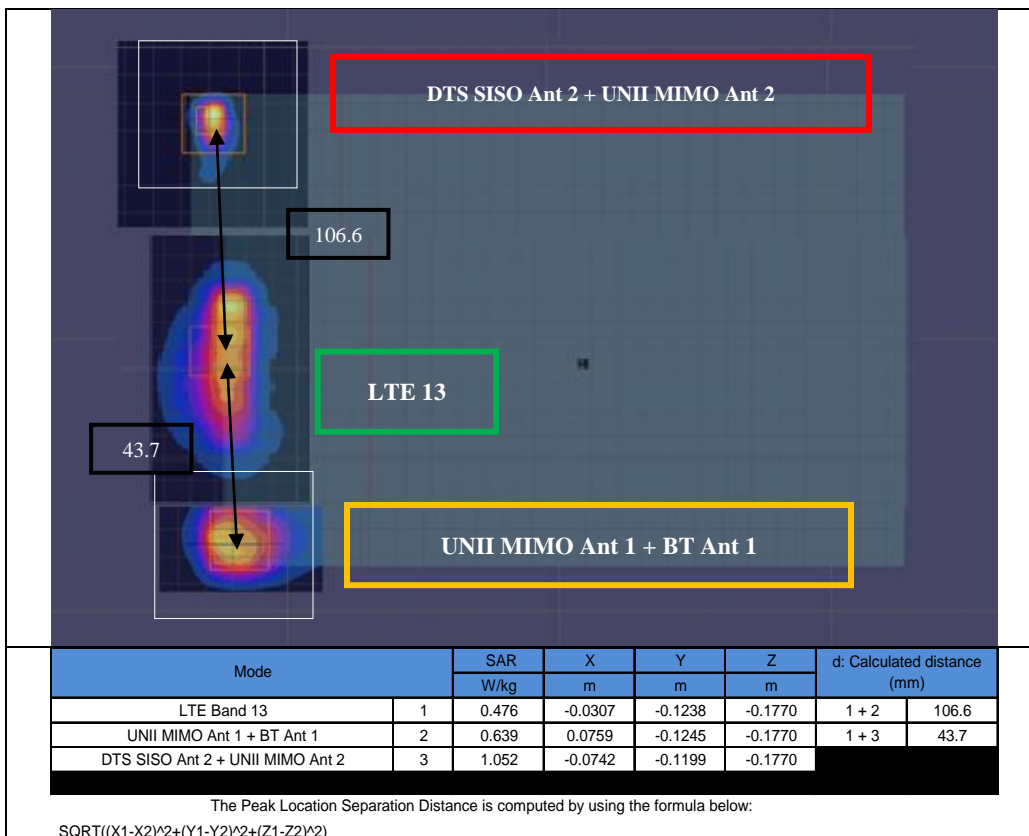 DTS SISO Ant 2 + UNII MIMO Ant 2
106.6
LTE 13
43.7
UNII MIMO Ant 1 + BT Ant 1
Mode SAR X Y Z d: Calculated distance (mm)
W/kg m m m
LTE Band 13 1 0.476 -0.0307 -0.1238 -0.1770 1 + 2 106.6
UNII MIMO Ant 1 + BT Ant 1 2 0.639 0.0759 -0.1245 -0.1770 1 + 3 43.7
DTS SISO Ant 2 + UNII MIMO Ant 2 3 1.052 -0.0742 -0.1199 -0.1770
The Peak Location Separation Distance is computed by using the formula below:
SQRT((X1-X2)^2+(Y1-Y2)^2+(Z1-Z2)^2)